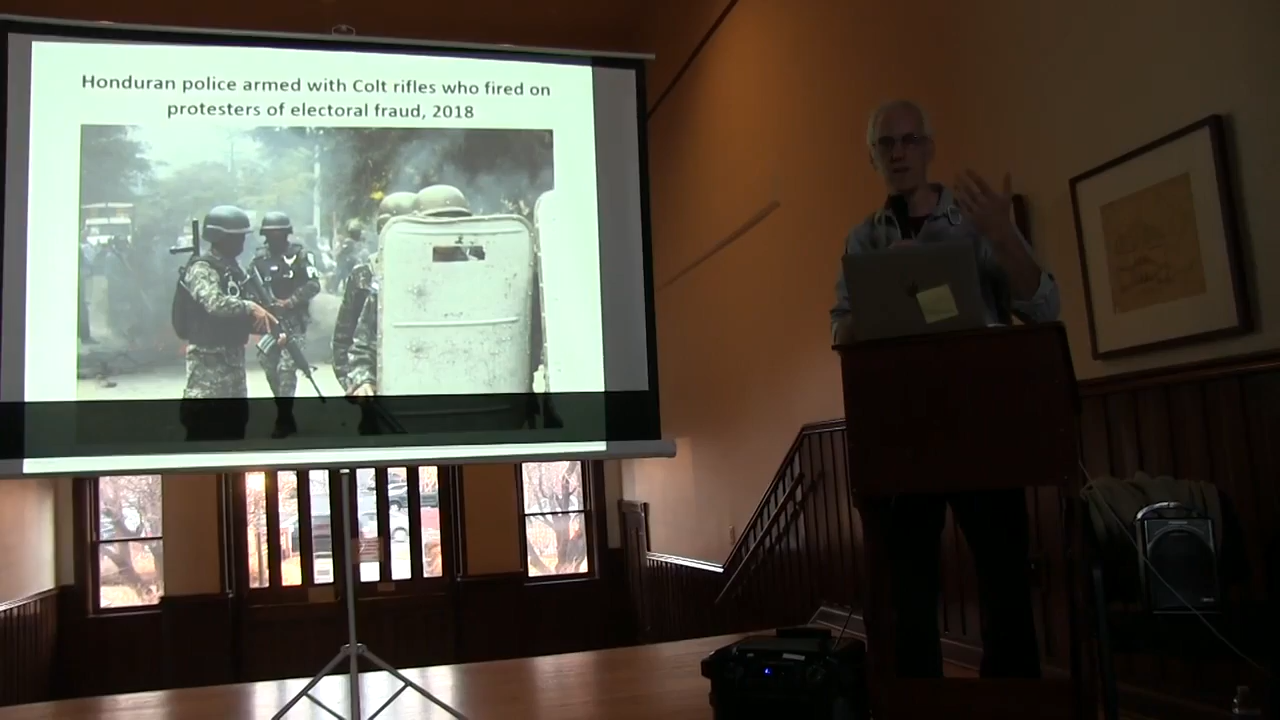 Honduran police armed with Colt rifles who fired on
protesters of electoral fraud, 2018